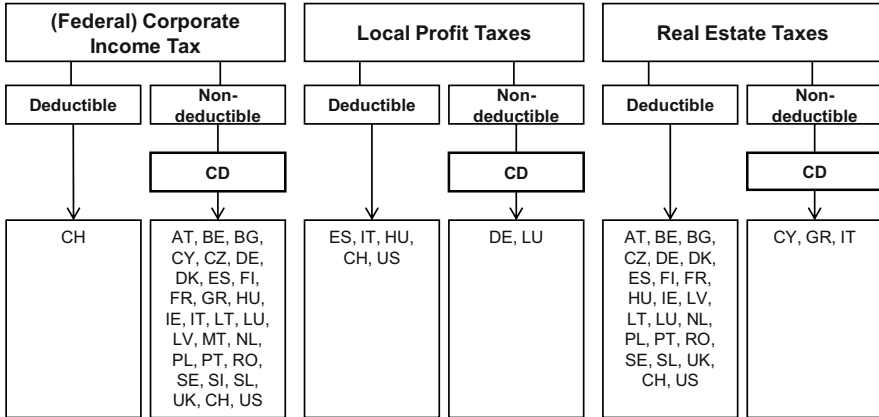 (Federal) Corporate
Income Tax
Local Profit Taxes
Real Estate Taxes
Deductible
Non-
deductible
Deductible
Non-
deductible
Deductible
Non-
deductible
CD
CD
CD
CH
AT, BE, BG,
CY, CZ, DE,
DK, ES, FI,
FR, GR, HU,
IE, IT, LT, LU,
LV, MT, NL,
PL, PT, RO,
SE, SI, SL,
UK, CH, US
ES, IT, HU,
CH, US
DE, LU
AT, BE, BG,
CZ, DE, DK,
ES, FI, FR,
HU, IE, LV,
LT, LU, NL,
PL, PT, RO,
SE, SL, UK,
CH, US
CY, GR, IT